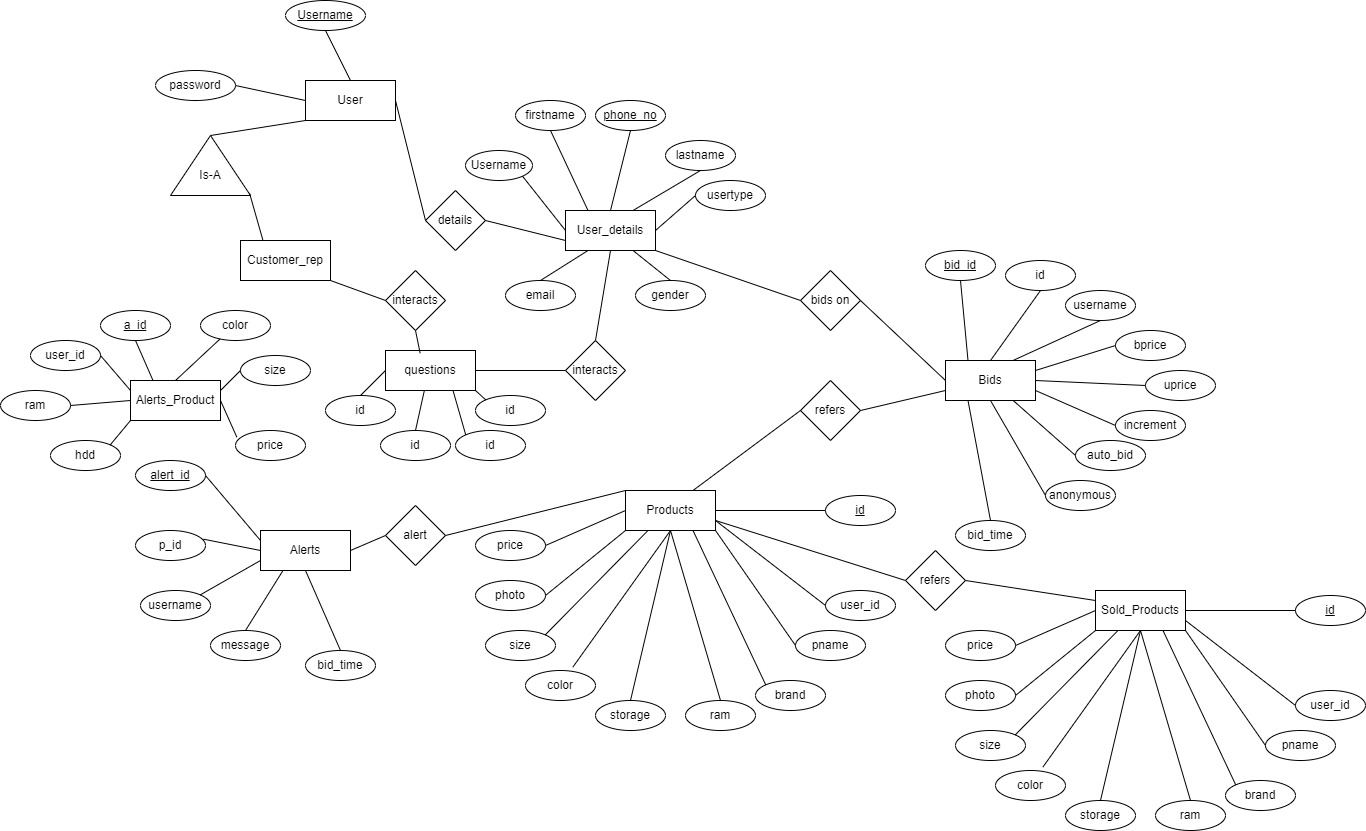 Username
password
User
Is-A
Customer_rep
details
firstname
phone_no
Username
lastname
usertype
User_details
email
gender
interacts
interacts
bids on
bid_id
id
username
bprice
uprice
increment
auto_bid
anonymous
bid_time
Bids
refers
a_id
color
user_id
size
ram
Alerts_Product
hdd
price
questions
id
id
id
id
alert_id
p_id
username
message
bid_time
Alerts
alert
Products
id
price
photo
size
color
storage
ram
brand
pname
user_id
refers
Sold_Products
id
price
photo
size
color
storage
ram
brand
pname
user_id